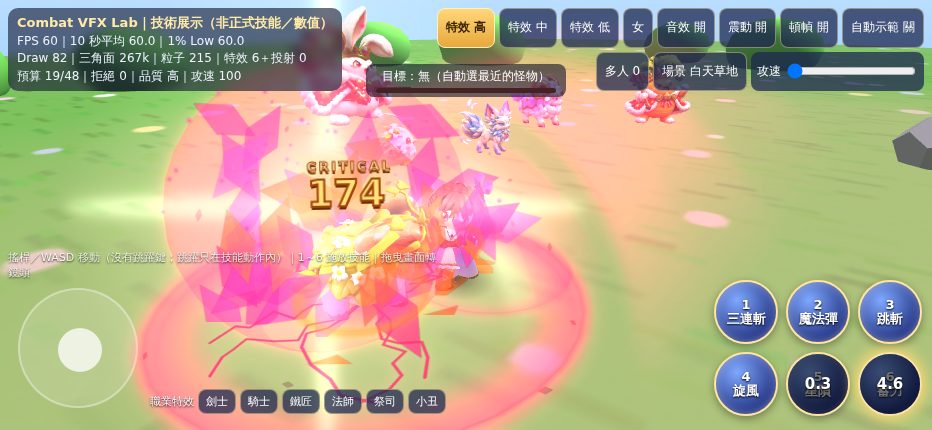 Combat VFX Lab｜技術展示（非正式技能／數值）
FPS 60｜10 秒平均 60.0｜1% Low 60.0
Draw 82｜三角面 267k｜粒子 215｜特效 6＋投射 0
預算 19/48｜拒絕 0｜品質 高｜攻速 100
特效 高
特效 中
特效 低
女
音效 開
震動 開
頓幀 開
自動示範 關
目標：無（自動選最近的怪物）
多人 0
場景 白天草地
攻速
CRITICAL
174
搖桿／WASD 移動（沒有跳躍鍵；跳躍只在技能動作內）｜1～6 施放技能｜拖曳畫面轉
鏡頭
1
三連斬
2
魔法彈
3
跳斬
4
旋風
0.3
4.6
職業特效
劍士
騎士
鐵匠
法師
祭司
小丑